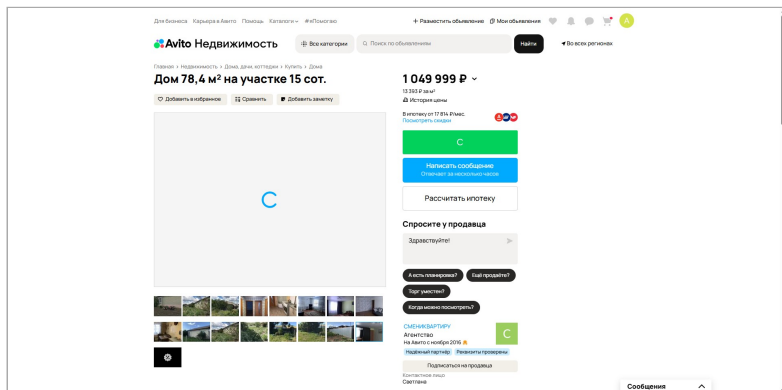 Для бизнеса Карьера в Авито Помощь Каталоги #яПомогаю
+ Разместить объявление Мои объявления
A
Avito Недвижимость
Все категории
Поиск по объявлениям
Найти
Во всех регионах
Главная › Недвижимость › Дома, дачи, коттеджи › Купить › Дома
Дом 78,4 м² на участке 15 сот.
Добавить в избранное
Сравнить
Добавить заметку
1 049 999 ₽
13 393 ₽ за м²
История цены
В ипотеку от 17 814 ₽/мес.
Посмотреть скидки
Написать сообщение
Отвечает за несколько часов
Рассчитать ипотеку
Спросите у продавца
Здравствуйте!
А есть планировка?
Ещё продаёте?
Торг уместен?
Когда можно посмотреть?
СМЕНИКВАРТИРУ
Агентство
На Авито с ноября 2016
С
Надёжный партнёр
Реквизиты проверены
Подписаться на продавца
Контактное лицо
Светлана
Сообщения